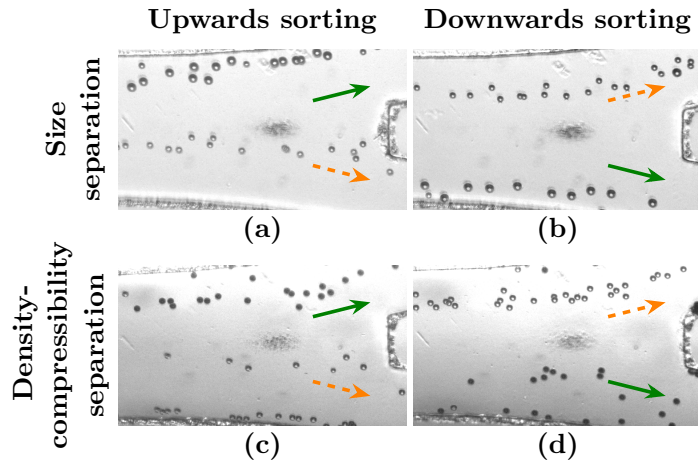 Upwards sorting
Downwards sorting
Size
separation
(a)
(b)
Density-
compressibility
separation
(c)
(d)